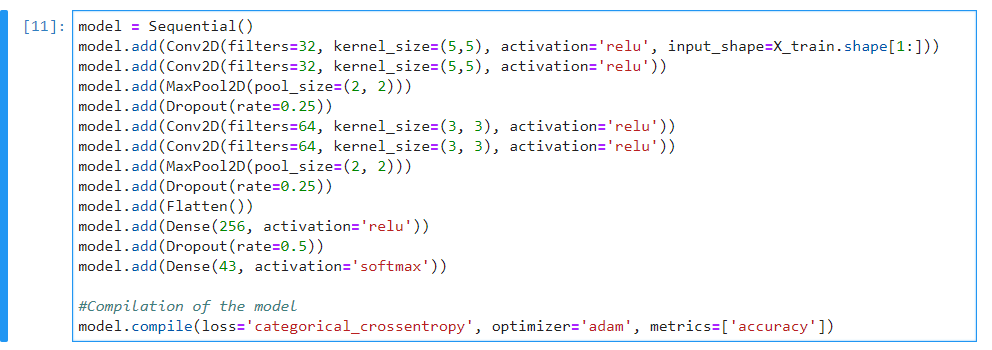 [11]: model = Sequential()
model.add(Conv2D(filters=32, kernel_size=(5,5), activation='relu', input_shape=X_train.shape[1:]))
model.add(Conv2D(filters=32, kernel_size=(5,5), activation='relu'))
model.add(MaxPool2D(pool_size=(2, 2)))
model.add(Dropout(rate=0.25))
model.add(Conv2D(filters=64, kernel_size=(3, 3), activation='relu'))
model.add(Conv2D(filters=64, kernel_size=(3, 3), activation='relu'))
model.add(MaxPool2D(pool_size=(2, 2)))
model.add(Dropout(rate=0.25))
model.add(Flatten())
model.add(Dense(256, activation='relu'))
model.add(Dropout(rate=0.5))
model.add(Dense(43, activation='softmax'))

#Compilation of the model
model.compile(loss='categorical_crossentropy', optimizer='adam', metrics=['accuracy'])